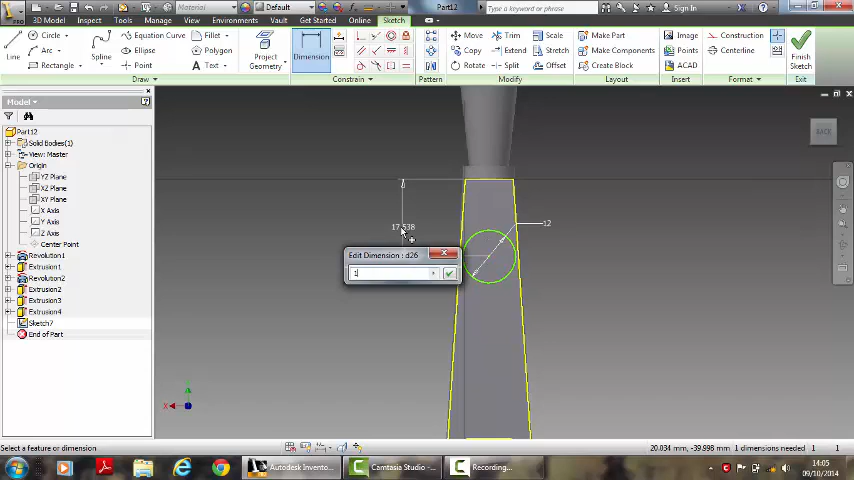 PRO
Material
Default
Part12
Type a keyword or phrase
Sign In
3D Model
Inspect
Tools
Manage
View
Environments
Vault
Get Started
Online
Sketch
Line
Circle
Arc
Rectangle
Spline
Equation Curve
Ellipse
Point
Fillet
Polygon
Text
Project
Geometry
Dimension
Move
Copy
Rotate
Trim
Extend
Split
Scale
Stretch
Offset
Make Part
Make Components
Create Block
Image
Points
ACAD
Construction
Centerline
Finish
Sketch
Draw
Constrain
Pattern
Modify
Layout
Insert
Format
Exit
Model
Part12
Solid Bodies(1)
View: Master
Origin
YZ Plane
XZ Plane
XY Plane
X Axis
Y Axis
Z Axis
Center Point
Revolution1
Extrusion1
Revolution2
Extrusion2
Extrusion3
Extrusion4
Sketch7
End of Part
BACK
17.538
12
Edit Dimension : d26
1
X
Select a feature or dimension
20.034 mm, -39.998 mm
1 dimensions needed
1
1
Autodesk Invento...
Camtasia Studio -...
Recording...
14:05
09/10/2014